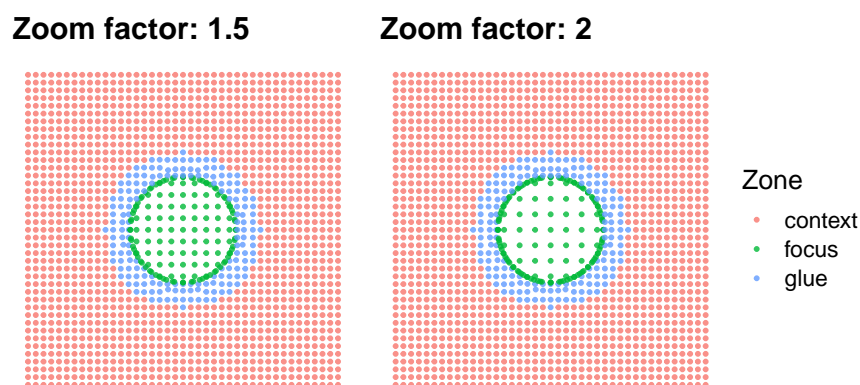 Zoom factor: 1.5
Zoom factor: 2
Zone
context
focus
glue